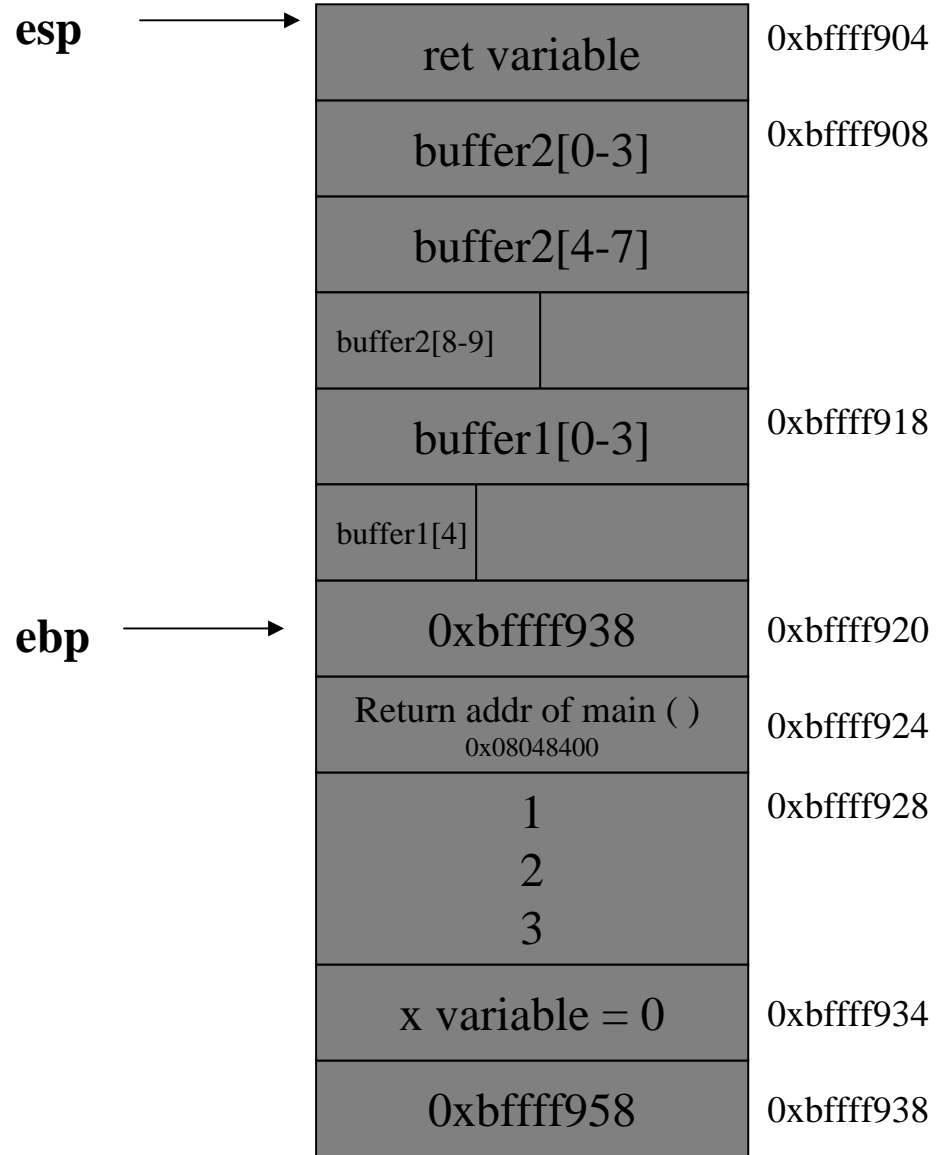 esp
ret variable
0xbffff904
buffer2[0-3]
0xbffff908
buffer2[4-7]
buffer2[8-9]
buffer1[0-3]
0xbffff918
buffer1[4]
ebp
0xbffff938
0xbffff920
Return addr of main ( )
0x08048400
0xbffff924
1
0xbffff928
2
3
x variable = 0
0xbffff934
0xbffff958
0xbffff938